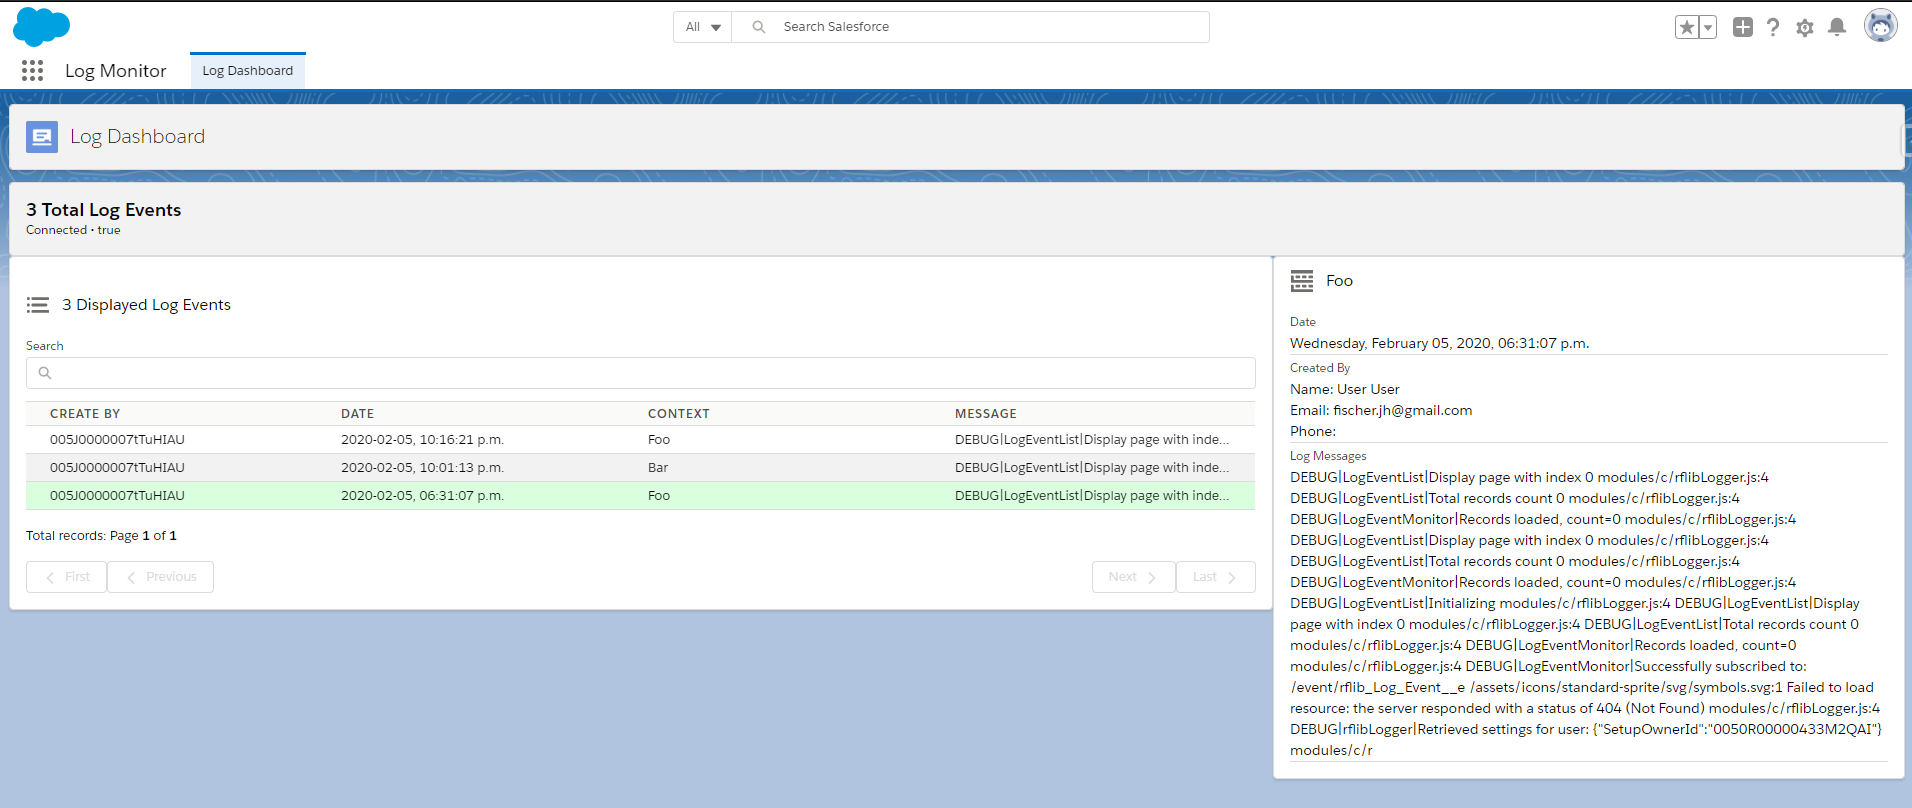 All
Search Salesforce
Log Monitor
Log Dashboard
Log Dashboard
3 Total Log Events
Connected • true
3 Displayed Log Events
Search
CREATE BY DATE CONTEXT MESSAGE
005J0000007tTuHIAU 2020-02-05, 10:16:21 p.m. Foo DEBUG|LogEventList|Display page with inde...
005J0000007tTuHIAU 2020-02-05, 10:01:13 p.m. Bar DEBUG|LogEventList|Display page with inde...
005J0000007tTuHIAU 2020-02-05, 06:31:07 p.m. Foo DEBUG|LogEventList|Display page with inde...
Total records: Page 1 of 1
First Previous Next Last
Foo
Date
Wednesday, February 05, 2020, 06:31:07 p.m.
Created By
Name: User User
Email: fischer.jh@gmail.com
Phone:
Log Messages
DEBUG|LogEventList|Display page with index 0 modules/c/rflibLogger.js:4
DEBUG|LogEventList|Total records count 0 modules/c/rflibLogger.js:4
DEBUG|LogEventMonitor|Records loaded, count=0 modules/c/rflibLogger.js:4
DEBUG|LogEventList|Display page with index 0 modules/c/rflibLogger.js:4
DEBUG|LogEventList|Total records count 0 modules/c/rflibLogger.js:4
DEBUG|LogEventMonitor|Records loaded, count=0 modules/c/rflibLogger.js:4
DEBUG|LogEventList|Initializing modules/c/rflibLogger.js:4 DEBUG|LogEventList|Display
page with index 0 modules/c/rflibLogger.js:4 DEBUG|LogEventList|Total records count 0
modules/c/rflibLogger.js:4 DEBUG|LogEventMonitor|Records loaded, count=0
modules/c/rflibLogger.js:4 DEBUG|LogEventMonitor|Successfully subscribed to:
/event/rflib_Log_Event__e /assets/icons/standard-sprite/svg/symbols.svg:1 Failed to load
resource: the server responded with a status of 404 (Not Found) modules/c/rflibLogger.js:4
DEBUG|rflibLogger|Retrieved settings for user: {"SetupOwnerId":"0050R00000433M2QAI"}
modules/c/r